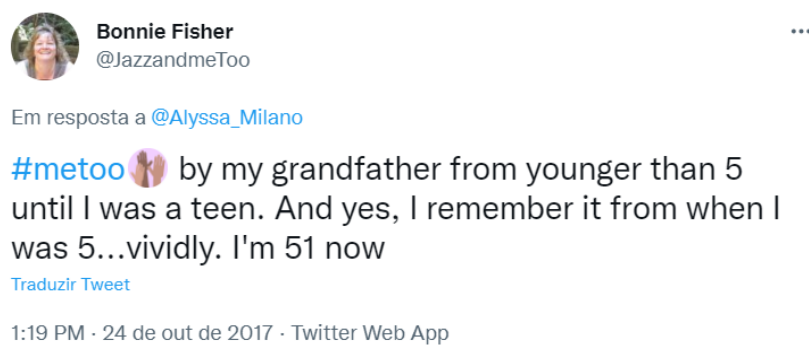 Bonnie Fisher
@JazzandmeToo
Em resposta a @Alyssa_Milano
#metoo by my grandfather from younger than 5
until I was a teen. And yes, I remember it from when I
was 5...vividly. I'm 51 now
Traduzir Tweet
1:19 PM · 24 de out de 2017 · Twitter Web App